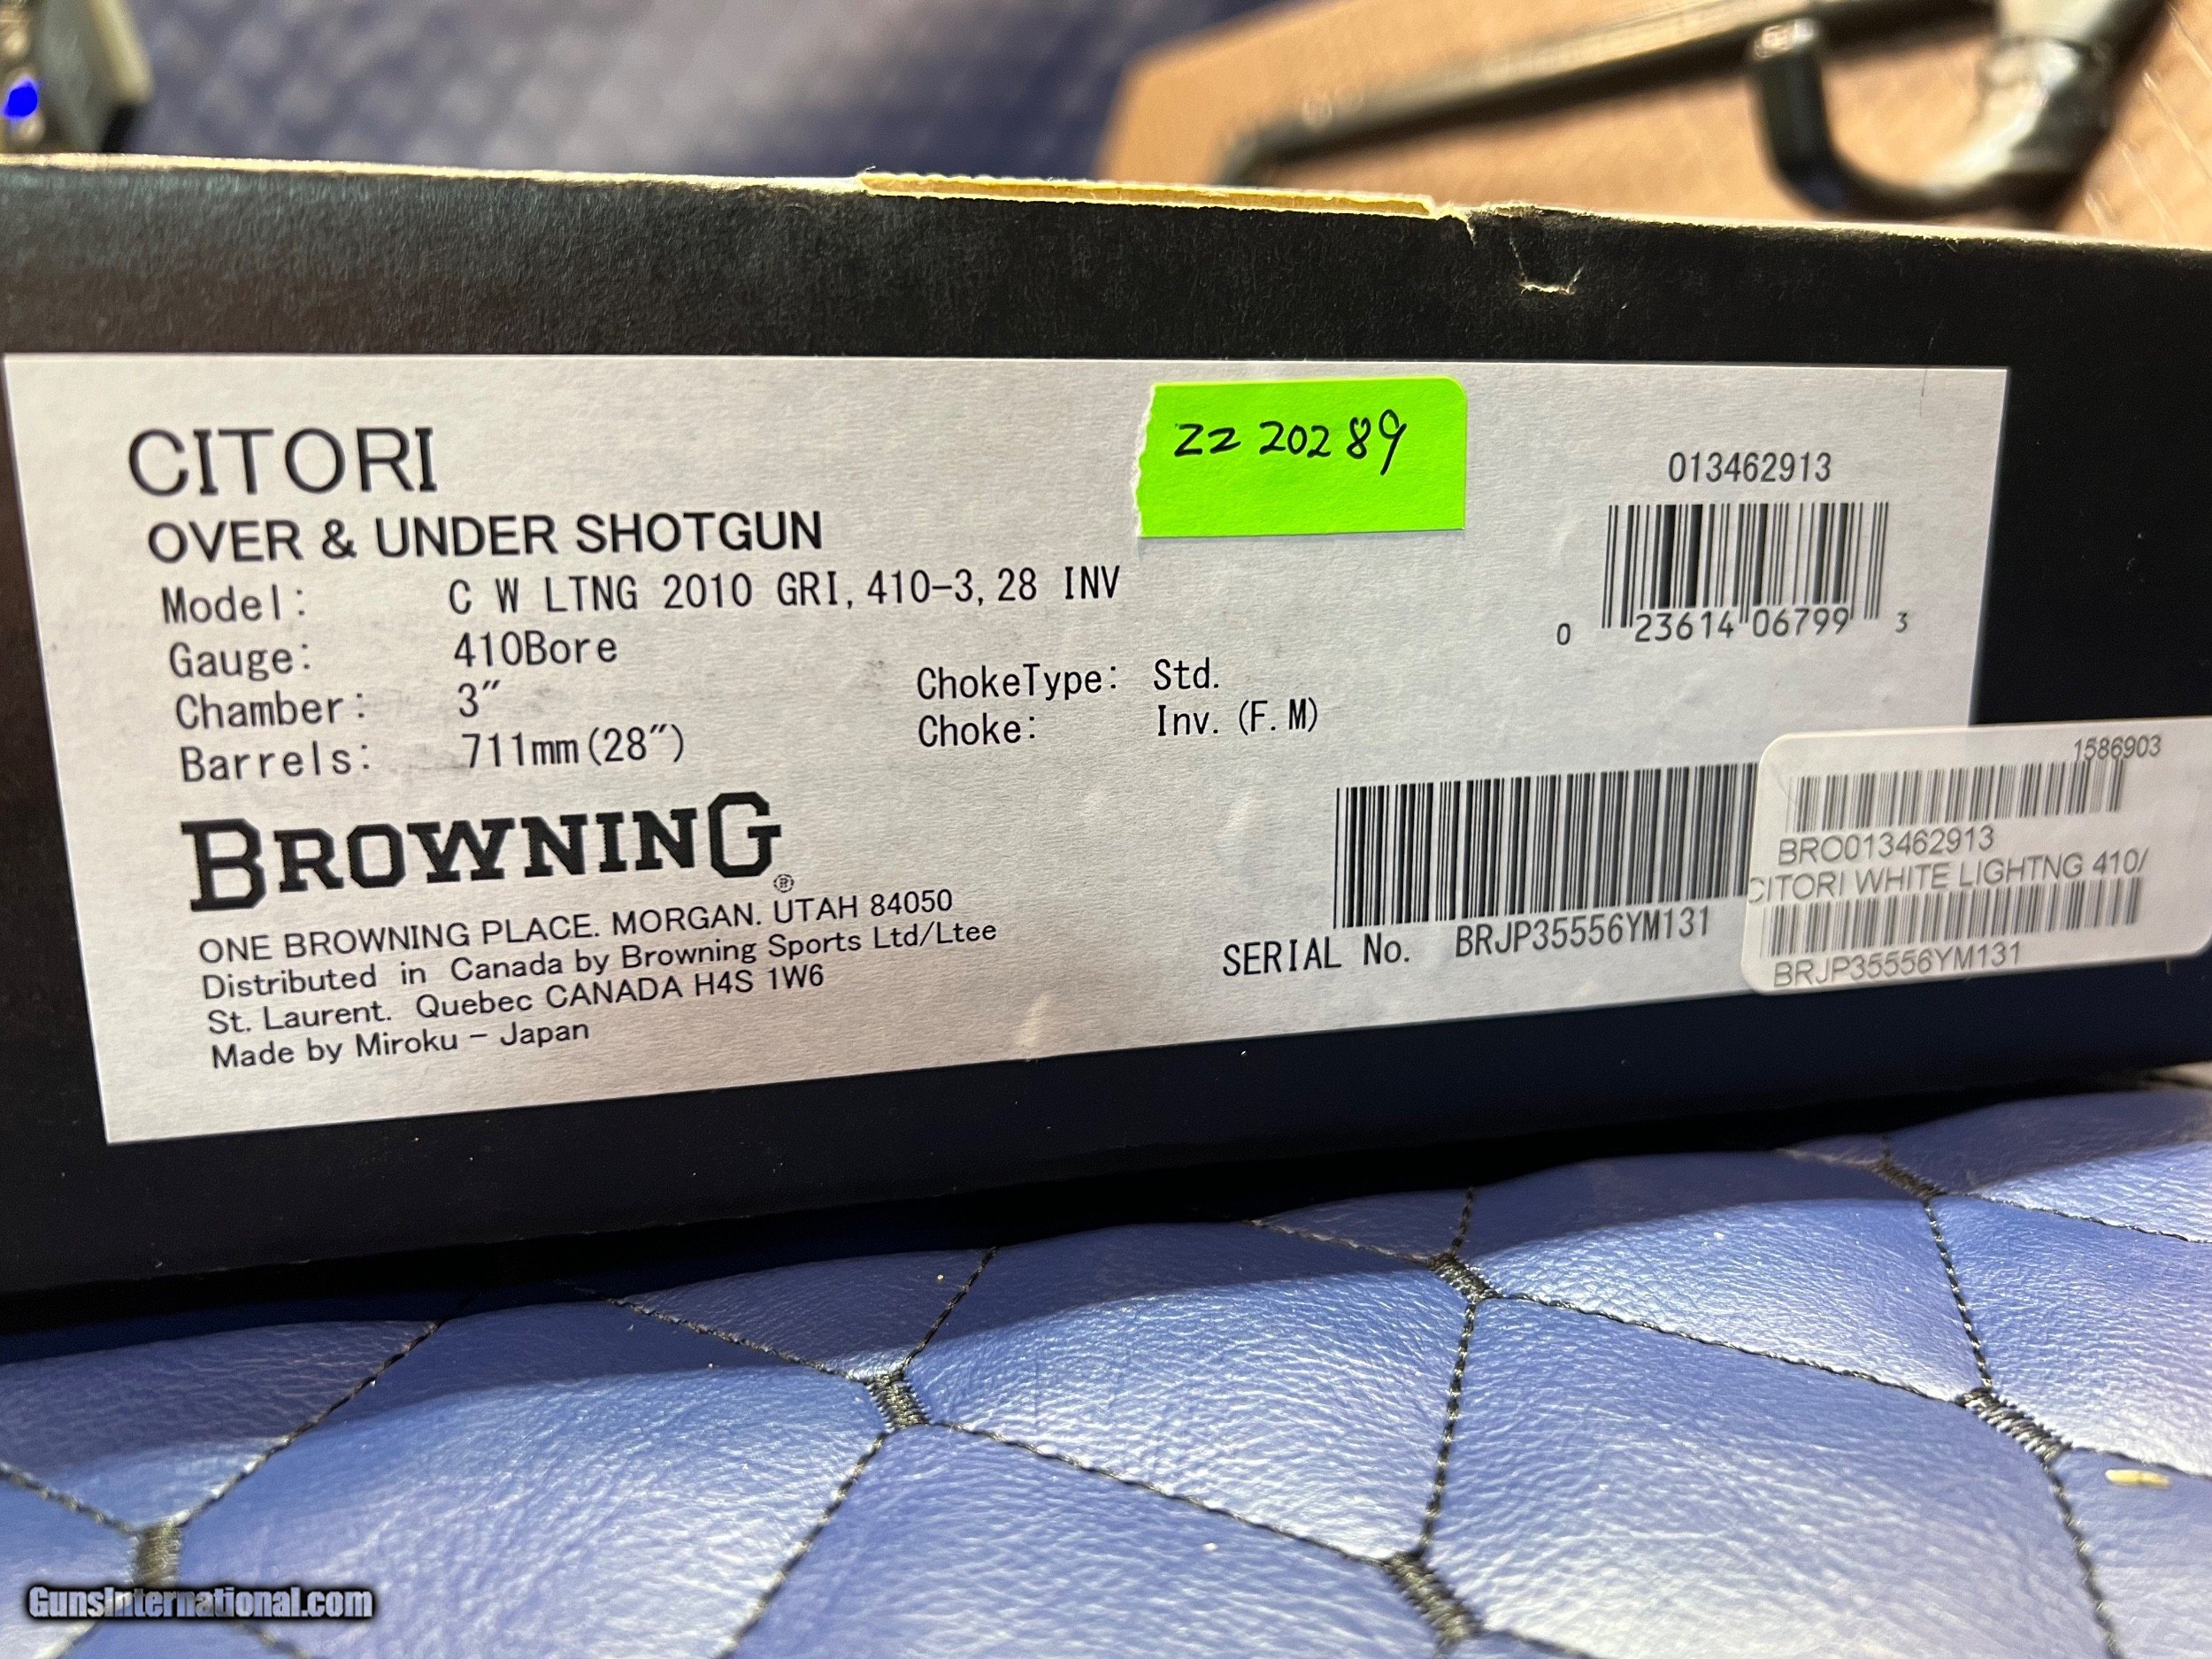 CITORI
OVER & UNDER SHOTGUN
Model: C W LTNG 2010 GRI, 410-3, 28 INV
Gauge: 410Bore
Chamber: 3″
Barrels: 711mm(28″)
ChokeType: Std.
Choke: Inv. (F. M)
ZZ 20289
013462913
0 23614 06799 3
BROWNING®
ONE BROWNING PLACE. MORGAN. UTAH 84050
Distributed in Canada by Browning Sports Ltd/Ltee
St. Laurent. Quebec CANADA H4S 1W6
Made by Miroku - Japan
SERIAL No. BRJP35556YM131
1586903
BRO013462913
CITORI WHITE LIGHTNG 410/
BRJP35556YM131
GunsInternational.com